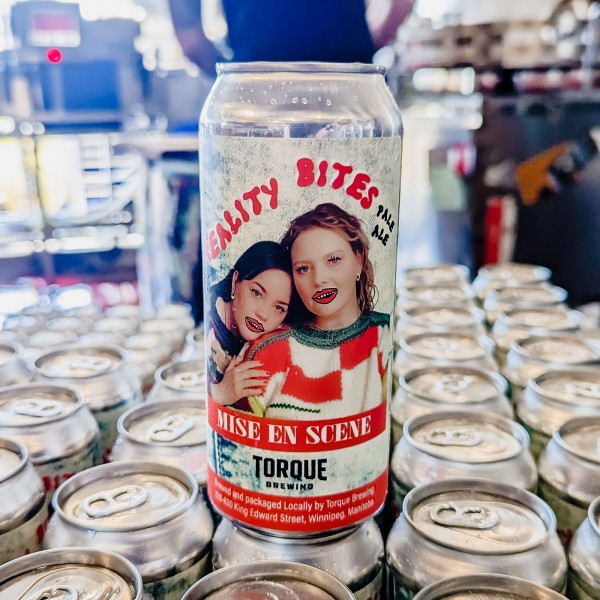 REALITY BITES
PALE
ALE
MISE EN SCENE
TORQUE
BREWING
Brewed and packaged Locally by Torque Brewing
King Edward Street, Winnipeg, Manitoba